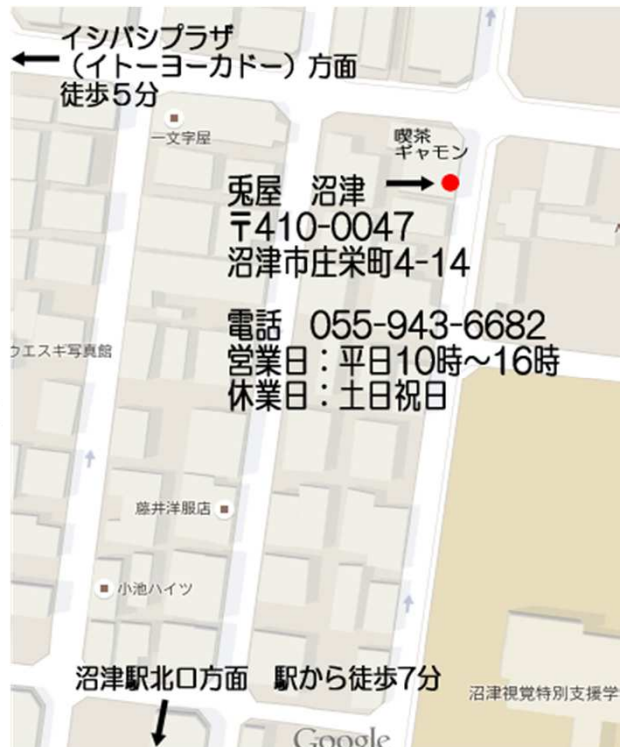 イシバシプラザ
（イトーヨーカドー）方面
徒歩5分
一文字屋
喫茶
ギャモン
兎屋　沼津
〒410-0047
沼津市庄栄町4-14
電話　055-943-6682
営業日：平日10時～16時
休業日：土日祝日
ウエスギ写真館
藤井洋服店
小池ハイツ
沼津駅北口方面　駅から徒歩7分
沼津視覚特別支援学
Google